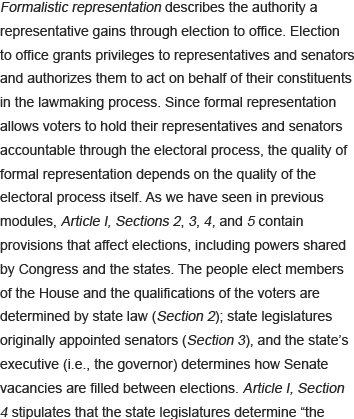 Formalistic representation describes the authority a
representative gains through election to office. Election
to office grants privileges to representatives and senators
and authorizes them to act on behalf of their constituents
in the lawmaking process. Since formal representation
allows voters to hold their representatives and senators
accountable through the electoral process, the quality of
formal representation depends on the quality of the
electoral process itself. As we have seen in previous
modules, Article I, Sections 2, 3, 4, and 5 contain
provisions that affect elections, including powers shared
by Congress and the states. The people elect members
of the House and the qualifications of the voters are
determined by state law (Section 2); state legislatures
originally appointed senators (Section 3), and the state's
executive (i.e., the governor) determines how Senate
vacancies are filled between elections. Article I, Section
4 stipulates that the state legislatures determine “the